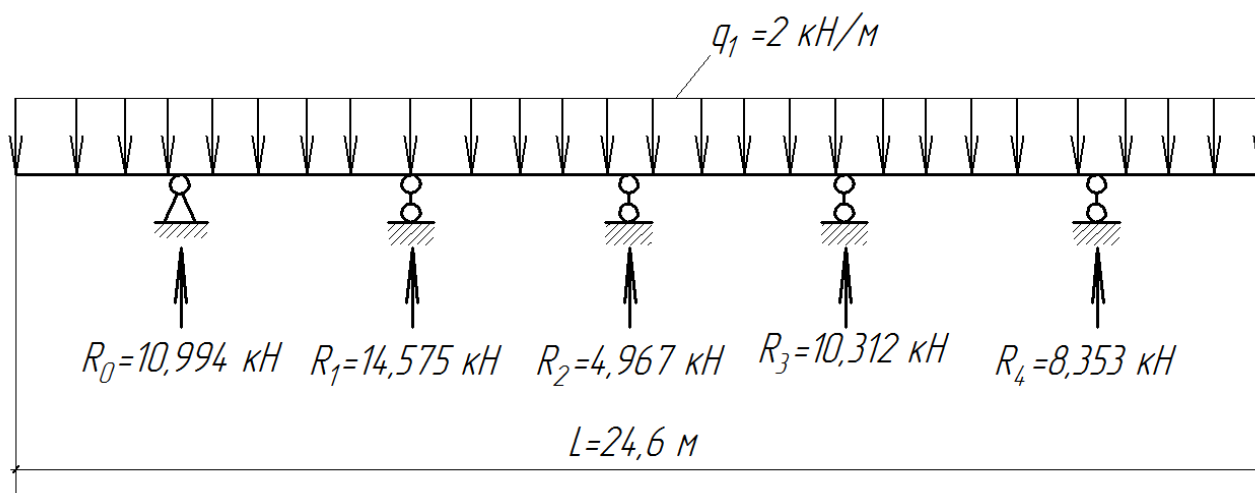 q₁ =2 кН/м
R₀=10,994 кН
R₁=14,575 кН
R₂=4,967 кН
R₃=10,312 кН
R₄=8,353 кН
L=24,6 м